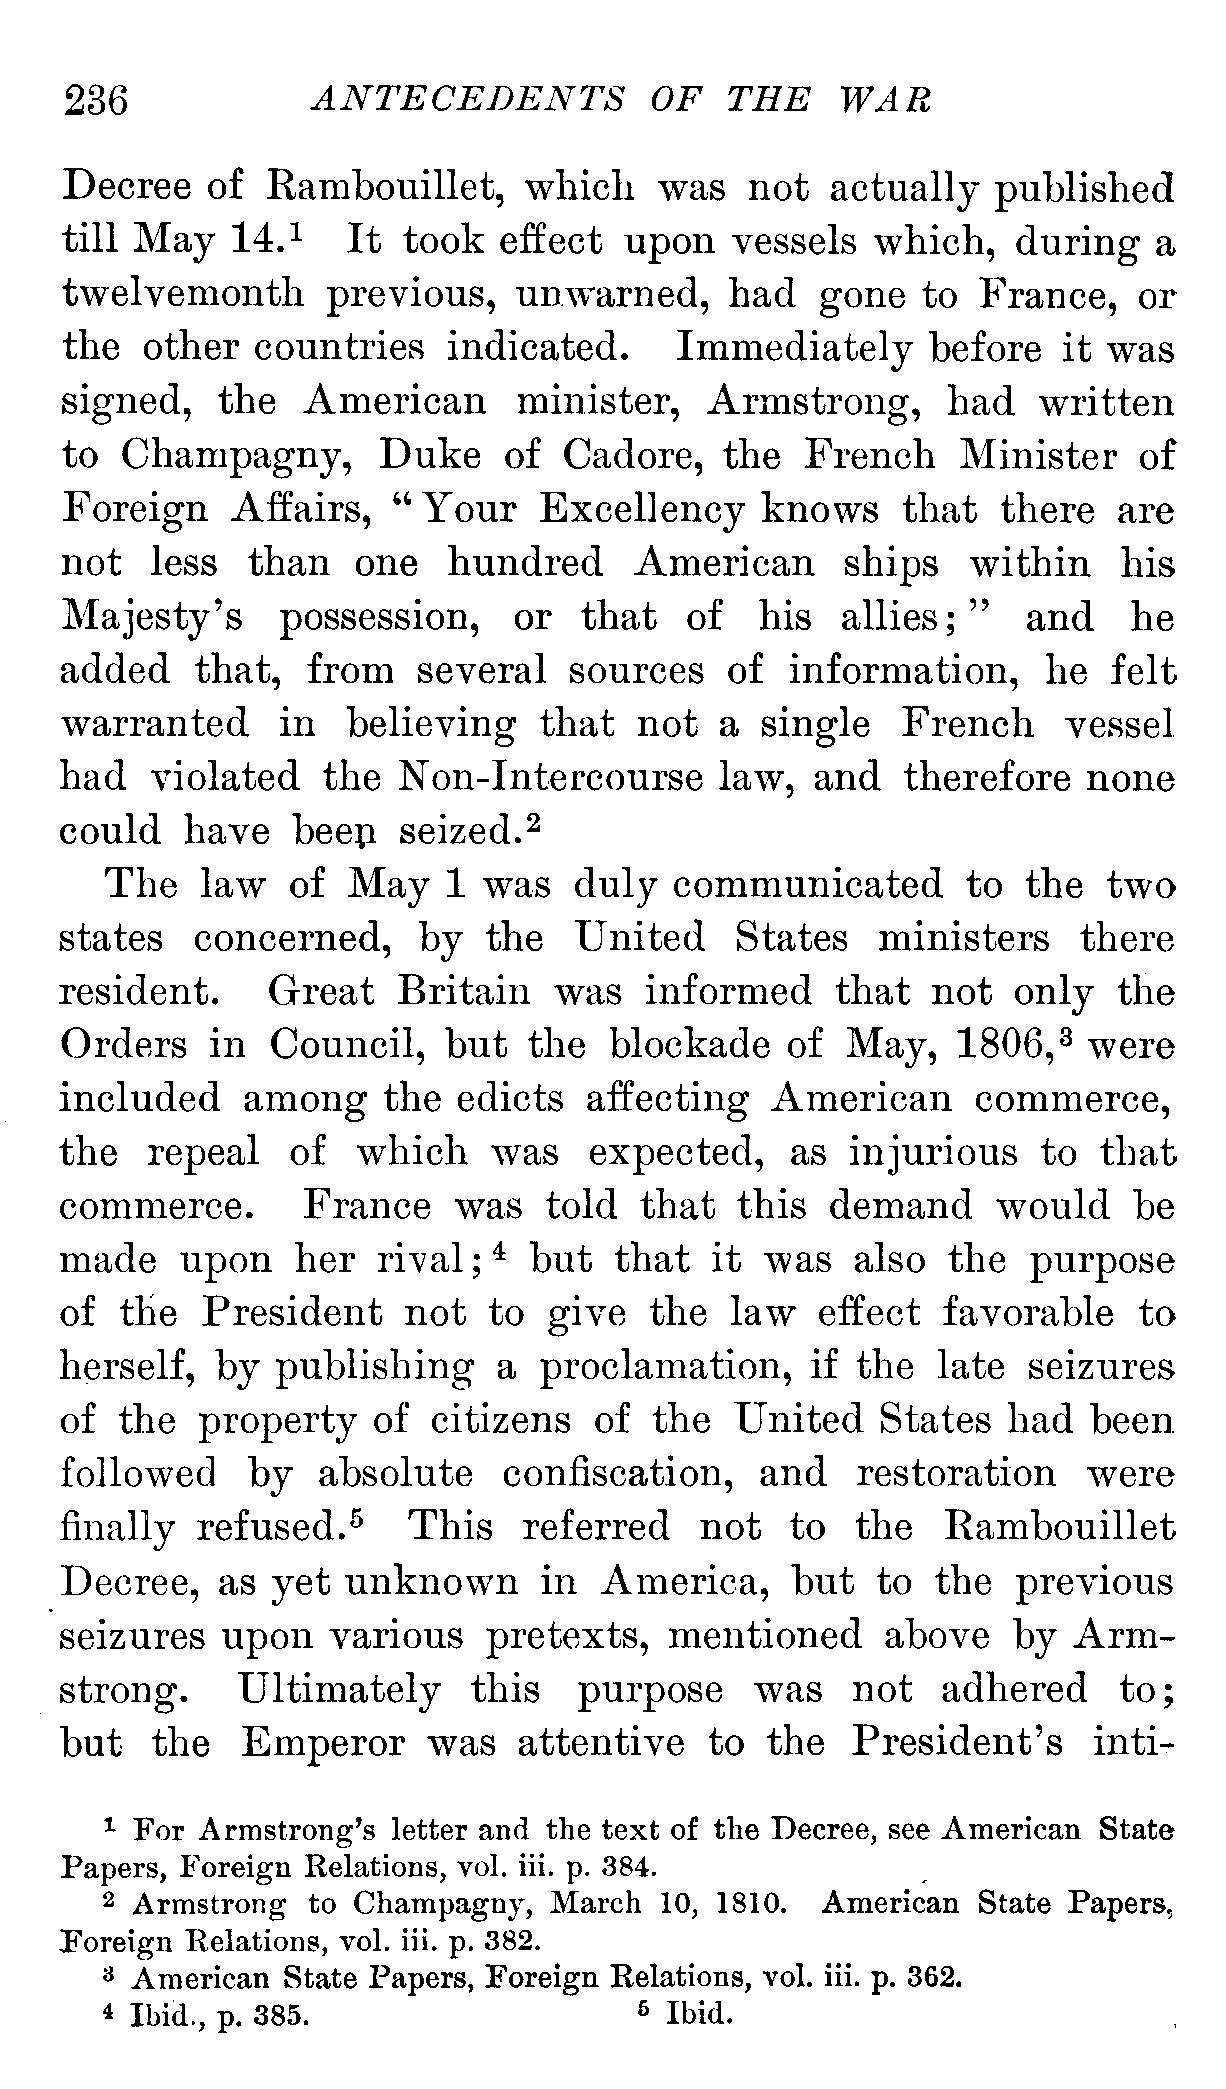 236 ANTECEDENTS OF THE WAR
Decree of Rambouillet, which was not actually published
till May 14.¹ It took effect upon vessels which, during a
twelvemonth previous, unwarned, had gone to France, or
the other countries indicated. Immediately before it was
signed, the American minister, Armstrong, had written
to Champagny, Duke of Cadore, the French Minister of
Foreign Affairs, “Your Excellency knows that there are
not less than one hundred American ships within his
Majesty’s possession, or that of his allies;” and he
added that, from several sources of information, he felt
warranted in believing that not a single French vessel
had violated the Non-Intercourse law, and therefore none
could have been seized.²
The law of May 1 was duly communicated to the two
states concerned, by the United States ministers there
resident. Great Britain was informed that not only the
Orders in Council, but the blockade of May, 1806,³ were
included among the edicts affecting American commerce,
the repeal of which was expected, as injurious to that
commerce. France was told that this demand would be
made upon her rival;⁴ but that it was also the purpose
of the President not to give the law effect favorable to
herself, by publishing a proclamation, if the late seizures
of the property of citizens of the United States had been
followed by absolute confiscation, and restoration were
finally refused.⁵ This referred not to the Rambouillet
Decree, as yet unknown in America, but to the previous
seizures upon various pretexts, mentioned above by Arm-
strong. Ultimately this purpose was not adhered to;
but the Emperor was attentive to the President’s inti-
¹ For Armstrong’s letter and the text of the Decree, see American State
Papers, Foreign Relations, vol. iii. p. 384.
² Armstrong to Champagny, March 10, 1810. American State Papers,
Foreign Relations, vol. iii. p. 382.
³ American State Papers, Foreign Relations, vol. iii. p. 362.
⁴ Ibid., p. 385. ⁵ Ibid.